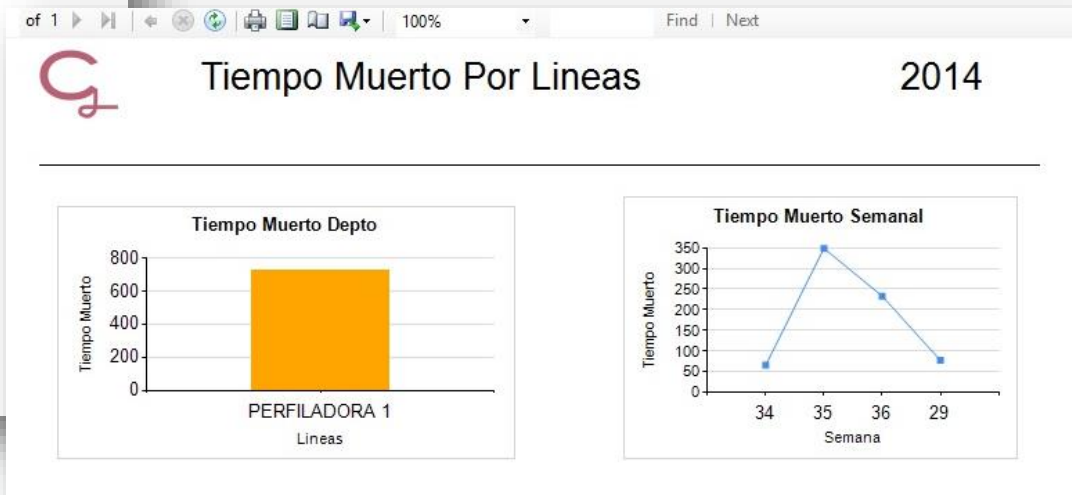 of 1 100% Find | Next
Tiempo Muerto Por Lineas 2014
Tiempo Muerto Depto
Tiempo Muerto
800
600
400
200
0
PERFILADORA 1
Lineas
Tiempo Muerto Semanal
Tiempo Muerto
350
300
250
200
150
100
50
0
34 35 36 29
Semana